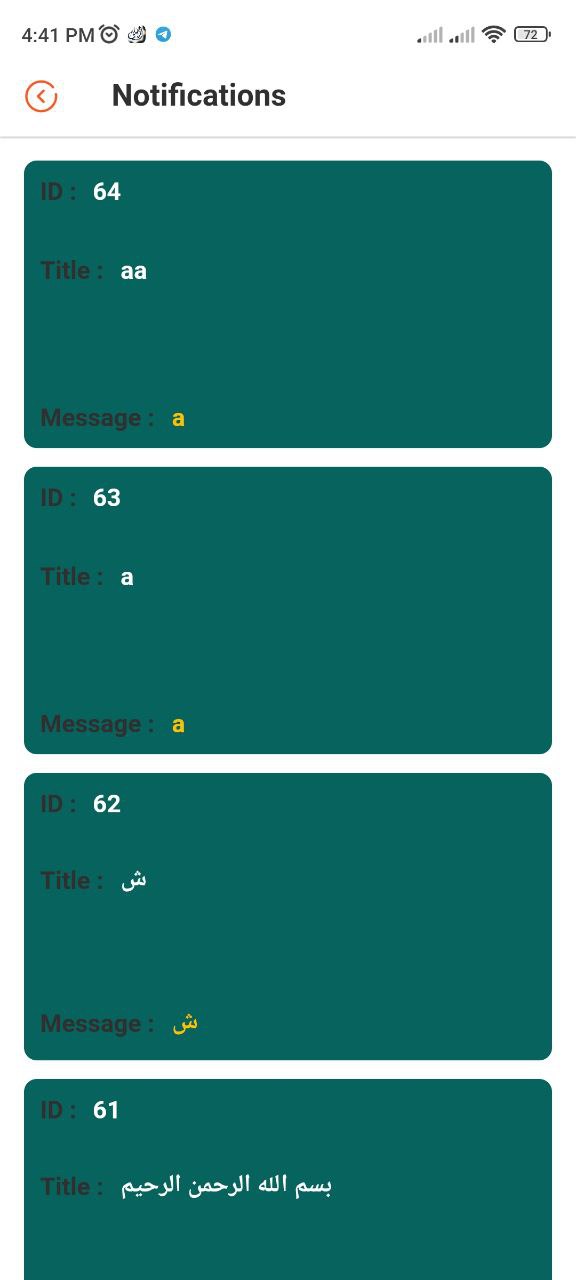 4:41 PM
72
Notifications
ID : 64
Title : aa
Message : a
ID : 63
Title : a
Message : a
ID : 62
Title : ش
Message : ش
ID : 61
Title : بسم الله الرحمن الرحيم